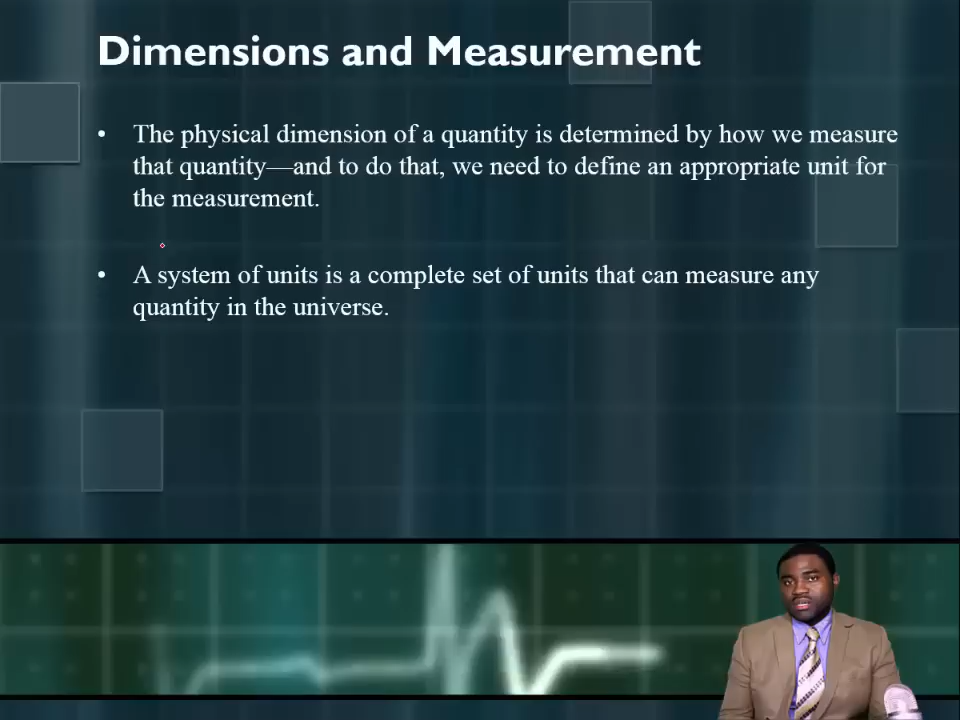 Dimensions and Measurement
• The physical dimension of a quantity is determined by how we measure
that quantity—and to do that, we need to define an appropriate unit for
the measurement.
• A system of units is a complete set of units that can measure any
quantity in the universe.